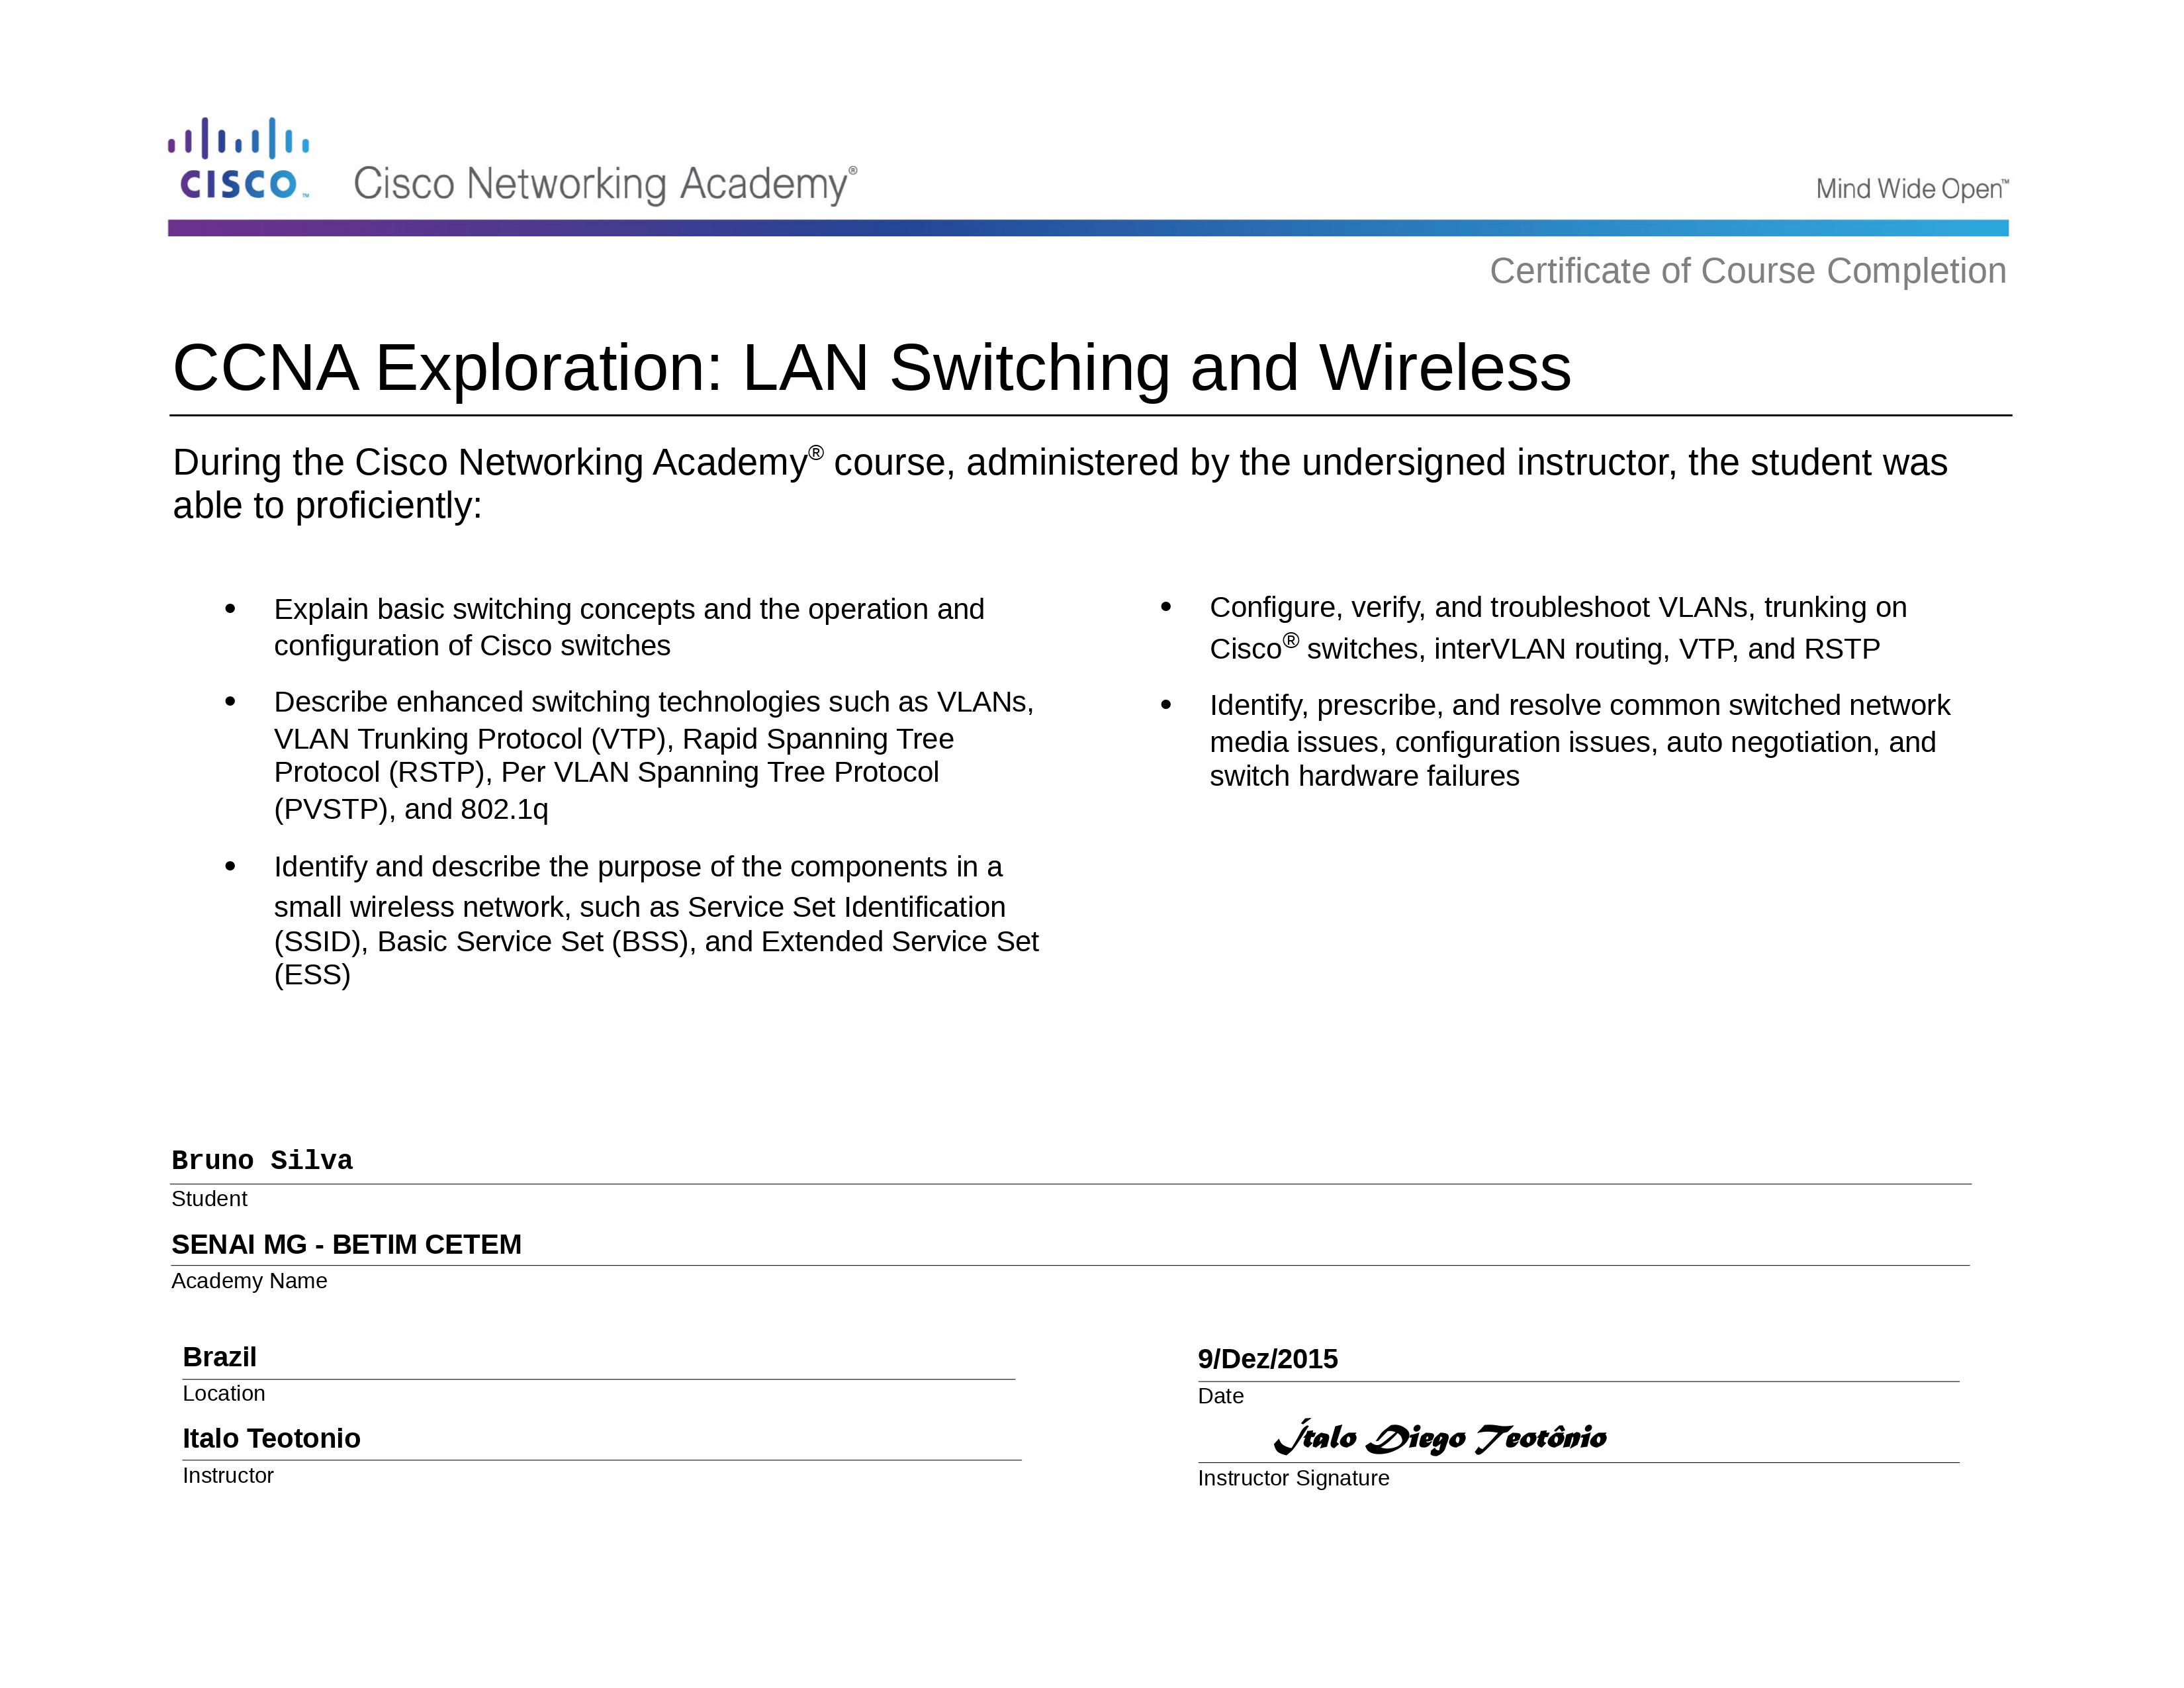 CISCO™
Cisco Networking Academy®
Mind Wide Open™
Certificate of Course Completion
CCNA Exploration: LAN Switching and Wireless
During the Cisco Networking Academy® course, administered by the undersigned instructor, the student was
able to proficiently:
• Explain basic switching concepts and the operation and
configuration of Cisco switches
• Describe enhanced switching technologies such as VLANs,
VLAN Trunking Protocol (VTP), Rapid Spanning Tree
Protocol (RSTP), Per VLAN Spanning Tree Protocol
(PVSTP), and 802.1q
• Identify and describe the purpose of the components in a
small wireless network, such as Service Set Identification
(SSID), Basic Service Set (BSS), and Extended Service Set
(ESS)
• Configure, verify, and troubleshoot VLANs, trunking on
Cisco® switches, interVLAN routing, VTP, and RSTP
• Identify, prescribe, and resolve common switched network
media issues, configuration issues, auto negotiation, and
switch hardware failures
Bruno Silva
Student
SENAI MG - BETIM CETEM
Academy Name
Brazil
Location
9/Dez/2015
Date
Italo Teotonio
Instructor
Ítalo Diego Teotônio
Instructor Signature